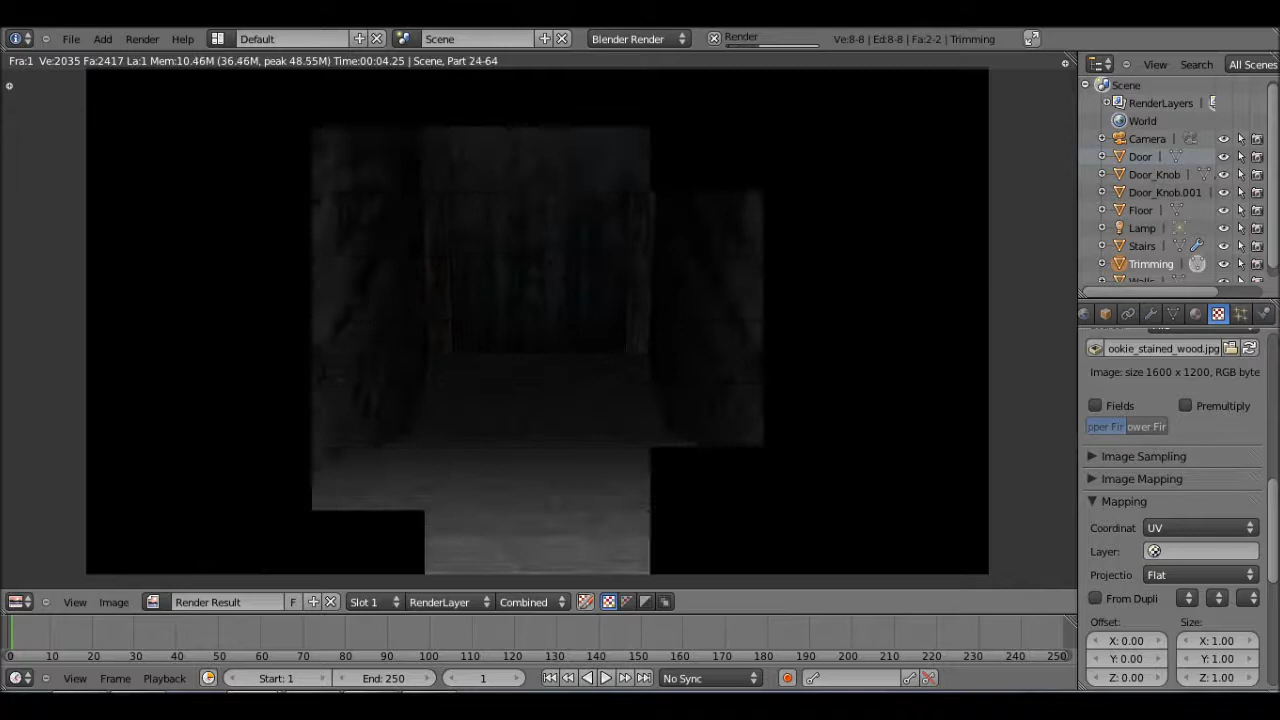 File Add Render Help Default Scene Blender Render Render Ve:8-8 | Ed:8-8 | Fa:2-2 | Trimming
Fra:1 Ve:2035 Fa:2417 La:1 Mem:10.46M (36.46M, peak 48.55M) Time:00:04.25 | Scene, Part 24-64
View Search All Scenes
Scene
RenderLayers |
World
Camera |
Door |
Door_Knob |
Door_Knob.001
Floor |
Lamp |
Stairs |
Trimming |
ookie_stained_wood.jpg
Image: size 1600 x 1200, RGB byte
Fields Premultiply
pper Fir ower Fir
Image Sampling
Image Mapping
Mapping
Coordinat UV
Layer:
Projectio Flat
From Dupli
Offset: Size:
X: 0.00 X: 1.00
Y: 0.00 Y: 1.00
Z: 0.00 Z: 1.00
View Image Render Result F Slot 1 RenderLayer Combined
0 10 20 30 40 50 60 70 80 90 100 110 120 130 140 150 160 170 180 190 200 210 220 230 240 250
View Frame Playback Start: 1 End: 250 1 No Sync